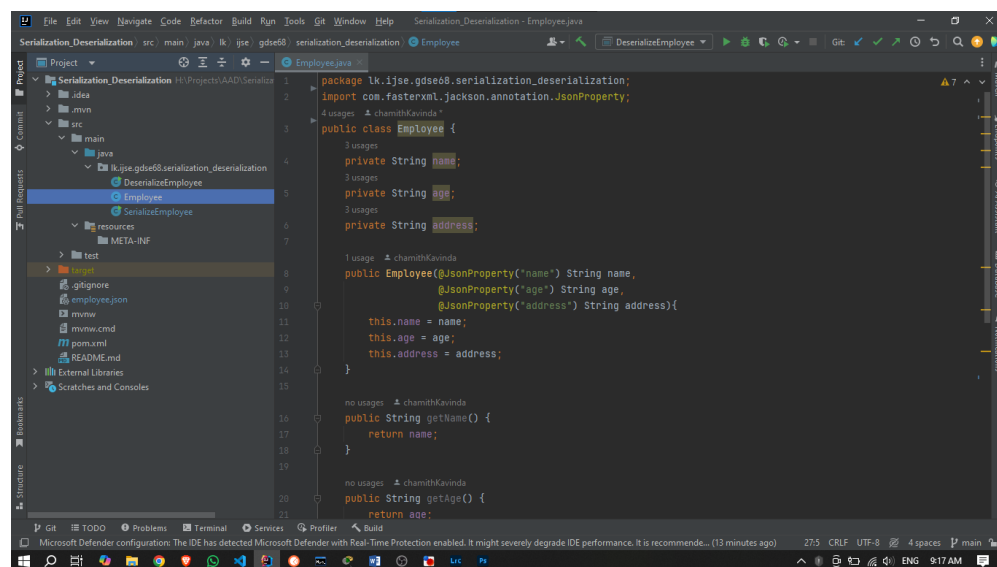 File Edit View Navigate Code Refactor Build Run Tools Git Window Help Serialization_Deserialization - Employee.java
Serialization_Deserialization src main java lk ijse gdse68 serialization_deserialization Employee DeserializeEmployee Git:
Project
Employee.java
Serialization_Deserialization H:\Projects\AAD\Serializa
.idea
.mvn
src
main
java
lk.ijse.gdse68.serialization_deserialization
DeserializeEmployee
Employee
SerializeEmployee
resources
META-INF
test
target
.gitignore
employee.json
mvnw
mvnw.cmd
pom.xml
README.md
External Libraries
Scratches and Consoles
Project
Commit
Pull Requests
Bookmarks
Structure
7
1 package lk.ijse.gdse68.serialization_deserialization;
2 import com.fasterxml.jackson.annotation.JsonProperty;
4 usages chamithKavinda *
3 public class Employee {
3 usages
4 private String name;
3 usages
5 private String age;
3 usages
6 private String address;
7
1 usage chamithKavinda
8 public Employee(@JsonProperty("name") String name,
9 @JsonProperty("age") String age,
10 @JsonProperty("address") String address){
11 this.name = name;
12 this.age = age;
13 this.address = address;
14 }
15
no usages chamithKavinda
16 public String getName() {
17 return name;
18 }
19
no usages chamithKavinda
20 public String getAge() {
21 return age;
Git TODO Problems Terminal Services Profiler Build
Microsoft Defender configuration: The IDE has detected Microsoft Defender with Real-Time Protection enabled. It might severely degrade IDE performance. It is recommende... (13 minutes ago) 27:5 CRLF UTF-8 4 spaces main
Lrc Ps ENG 9:17 AM